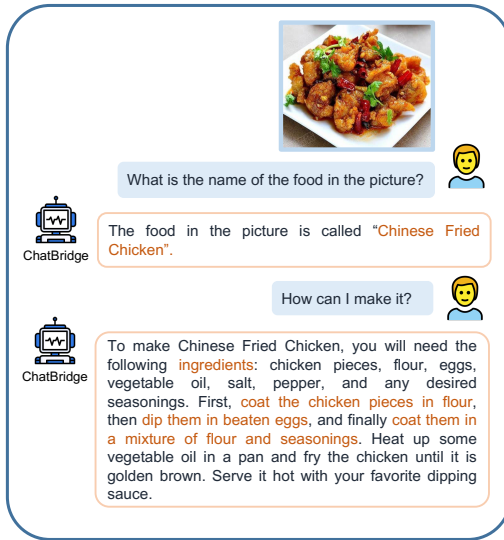 What is the name of the food in the picture?
ChatBridge
The food in the picture is called “Chinese Fried
Chicken”.
How can I make it?
ChatBridge
To make Chinese Fried Chicken, you will need the
following ingredients: chicken pieces, flour, eggs,
vegetable oil, salt, pepper, and any desired
seasonings. First, coat the chicken pieces in flour,
then dip them in beaten eggs, and finally coat them
in a mixture of flour and seasonings. Heat up some
vegetable oil in a pan and fry the chicken until it is
golden brown. Serve it hot with your favorite dipping
sauce.